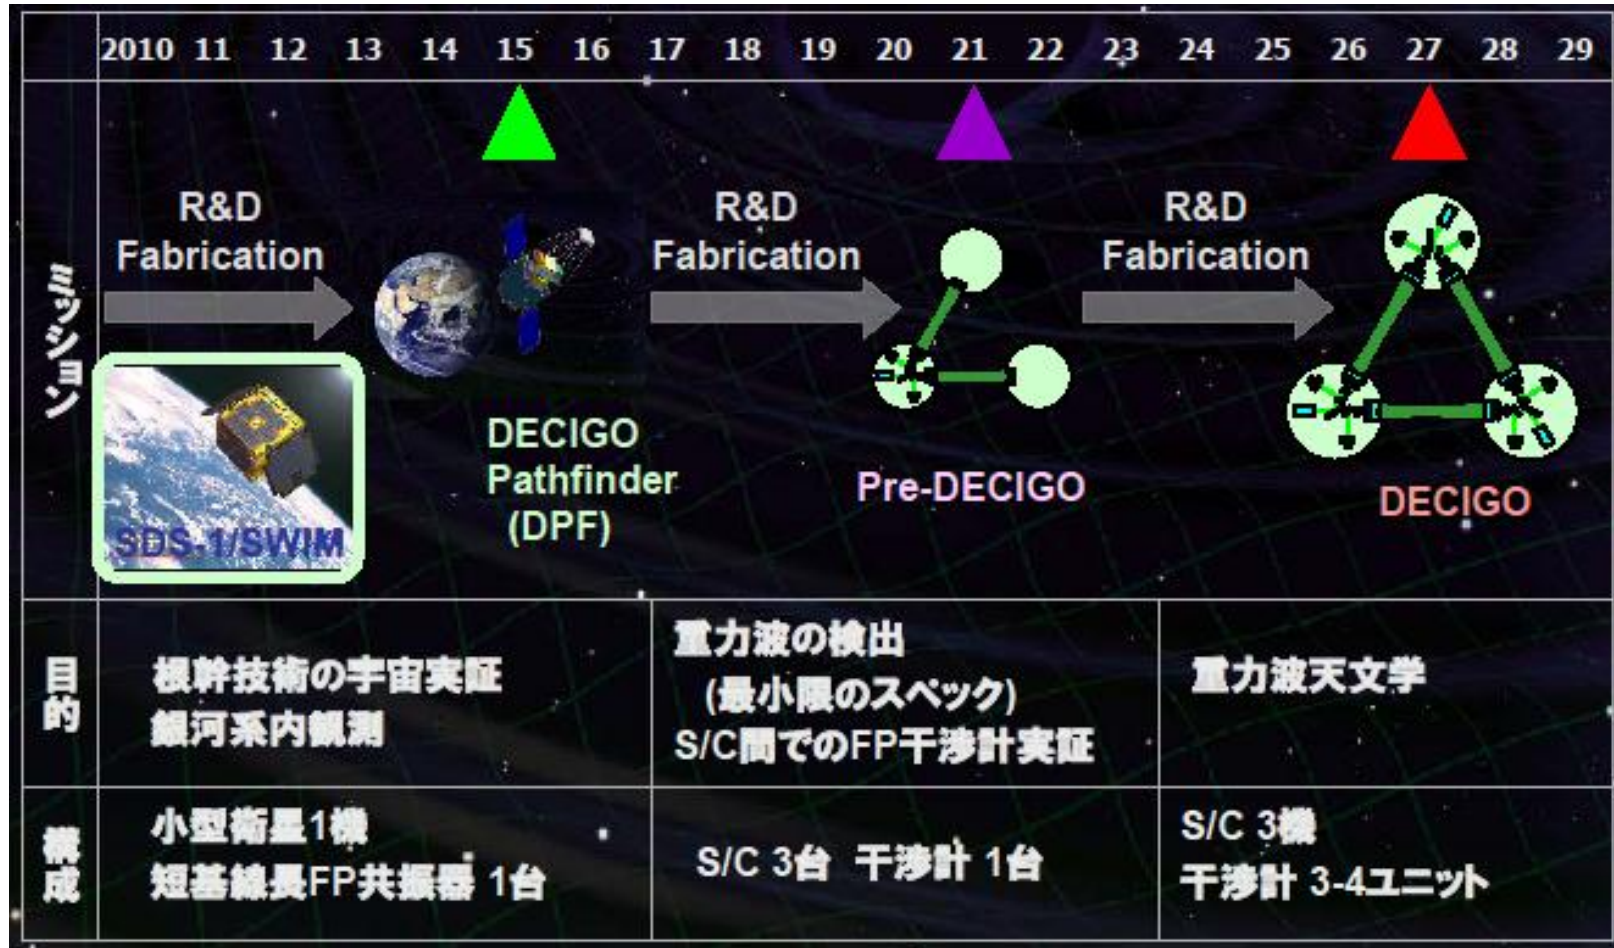 2010 11 12 13 14 15 16 17 18 19 20 21 22 23 24 25 26 27 28 29
ミッション
R&D
Fabrication
SDS-1/SWIM
DECIGO
Pathfinder
(DPF)
R&D
Fabrication
Pre-DECIGO
R&D
Fabrication
DECIGO
目的
根幹技術の宇宙実証
銀河系内観測
重力波の検出
(最小限のスペック)
S/C間でのFP干渉計実証
重力波天文学
構成
小型衛星1機
短基線長FP共振器 1台
S/C 3台 干渉計 1台
S/C 3機
干渉計 3-4ユニット